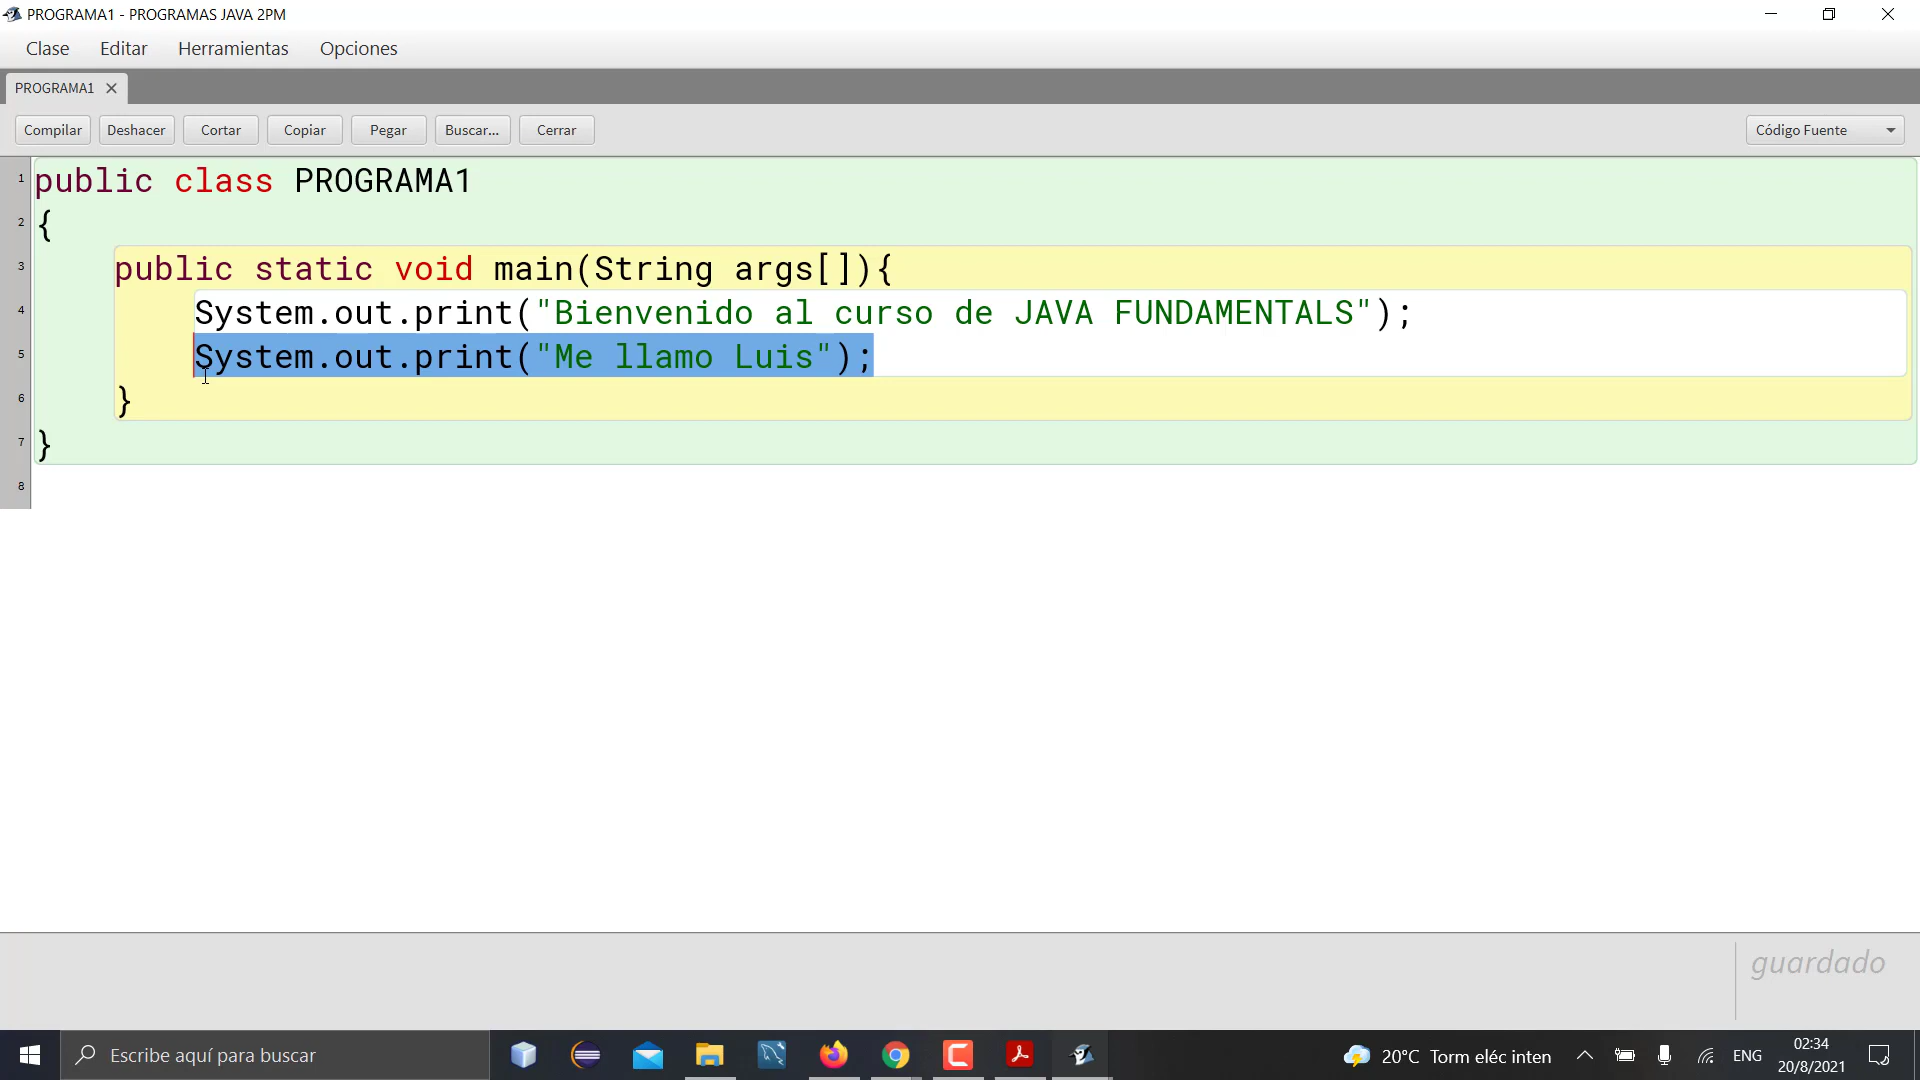 PROGRAMA1 - PROGRAMAS JAVA 2PM
Clase Editar Herramientas Opciones
PROGRAMA1
Compilar Deshacer Cortar Copiar Pegar Buscar... Cerrar Código Fuente
1 public class PROGRAMA1
2 {
3 public static void main(String args[]){
4 System.out.print("Bienvenido al curso de JAVA FUNDAMENTALS");
5 System.out.print("Me llamo Luis");
6 }
7 }
8
guardado
Escribe aquí para buscar 20°C Torm eléc inten ENG 02:34
20/8/2021